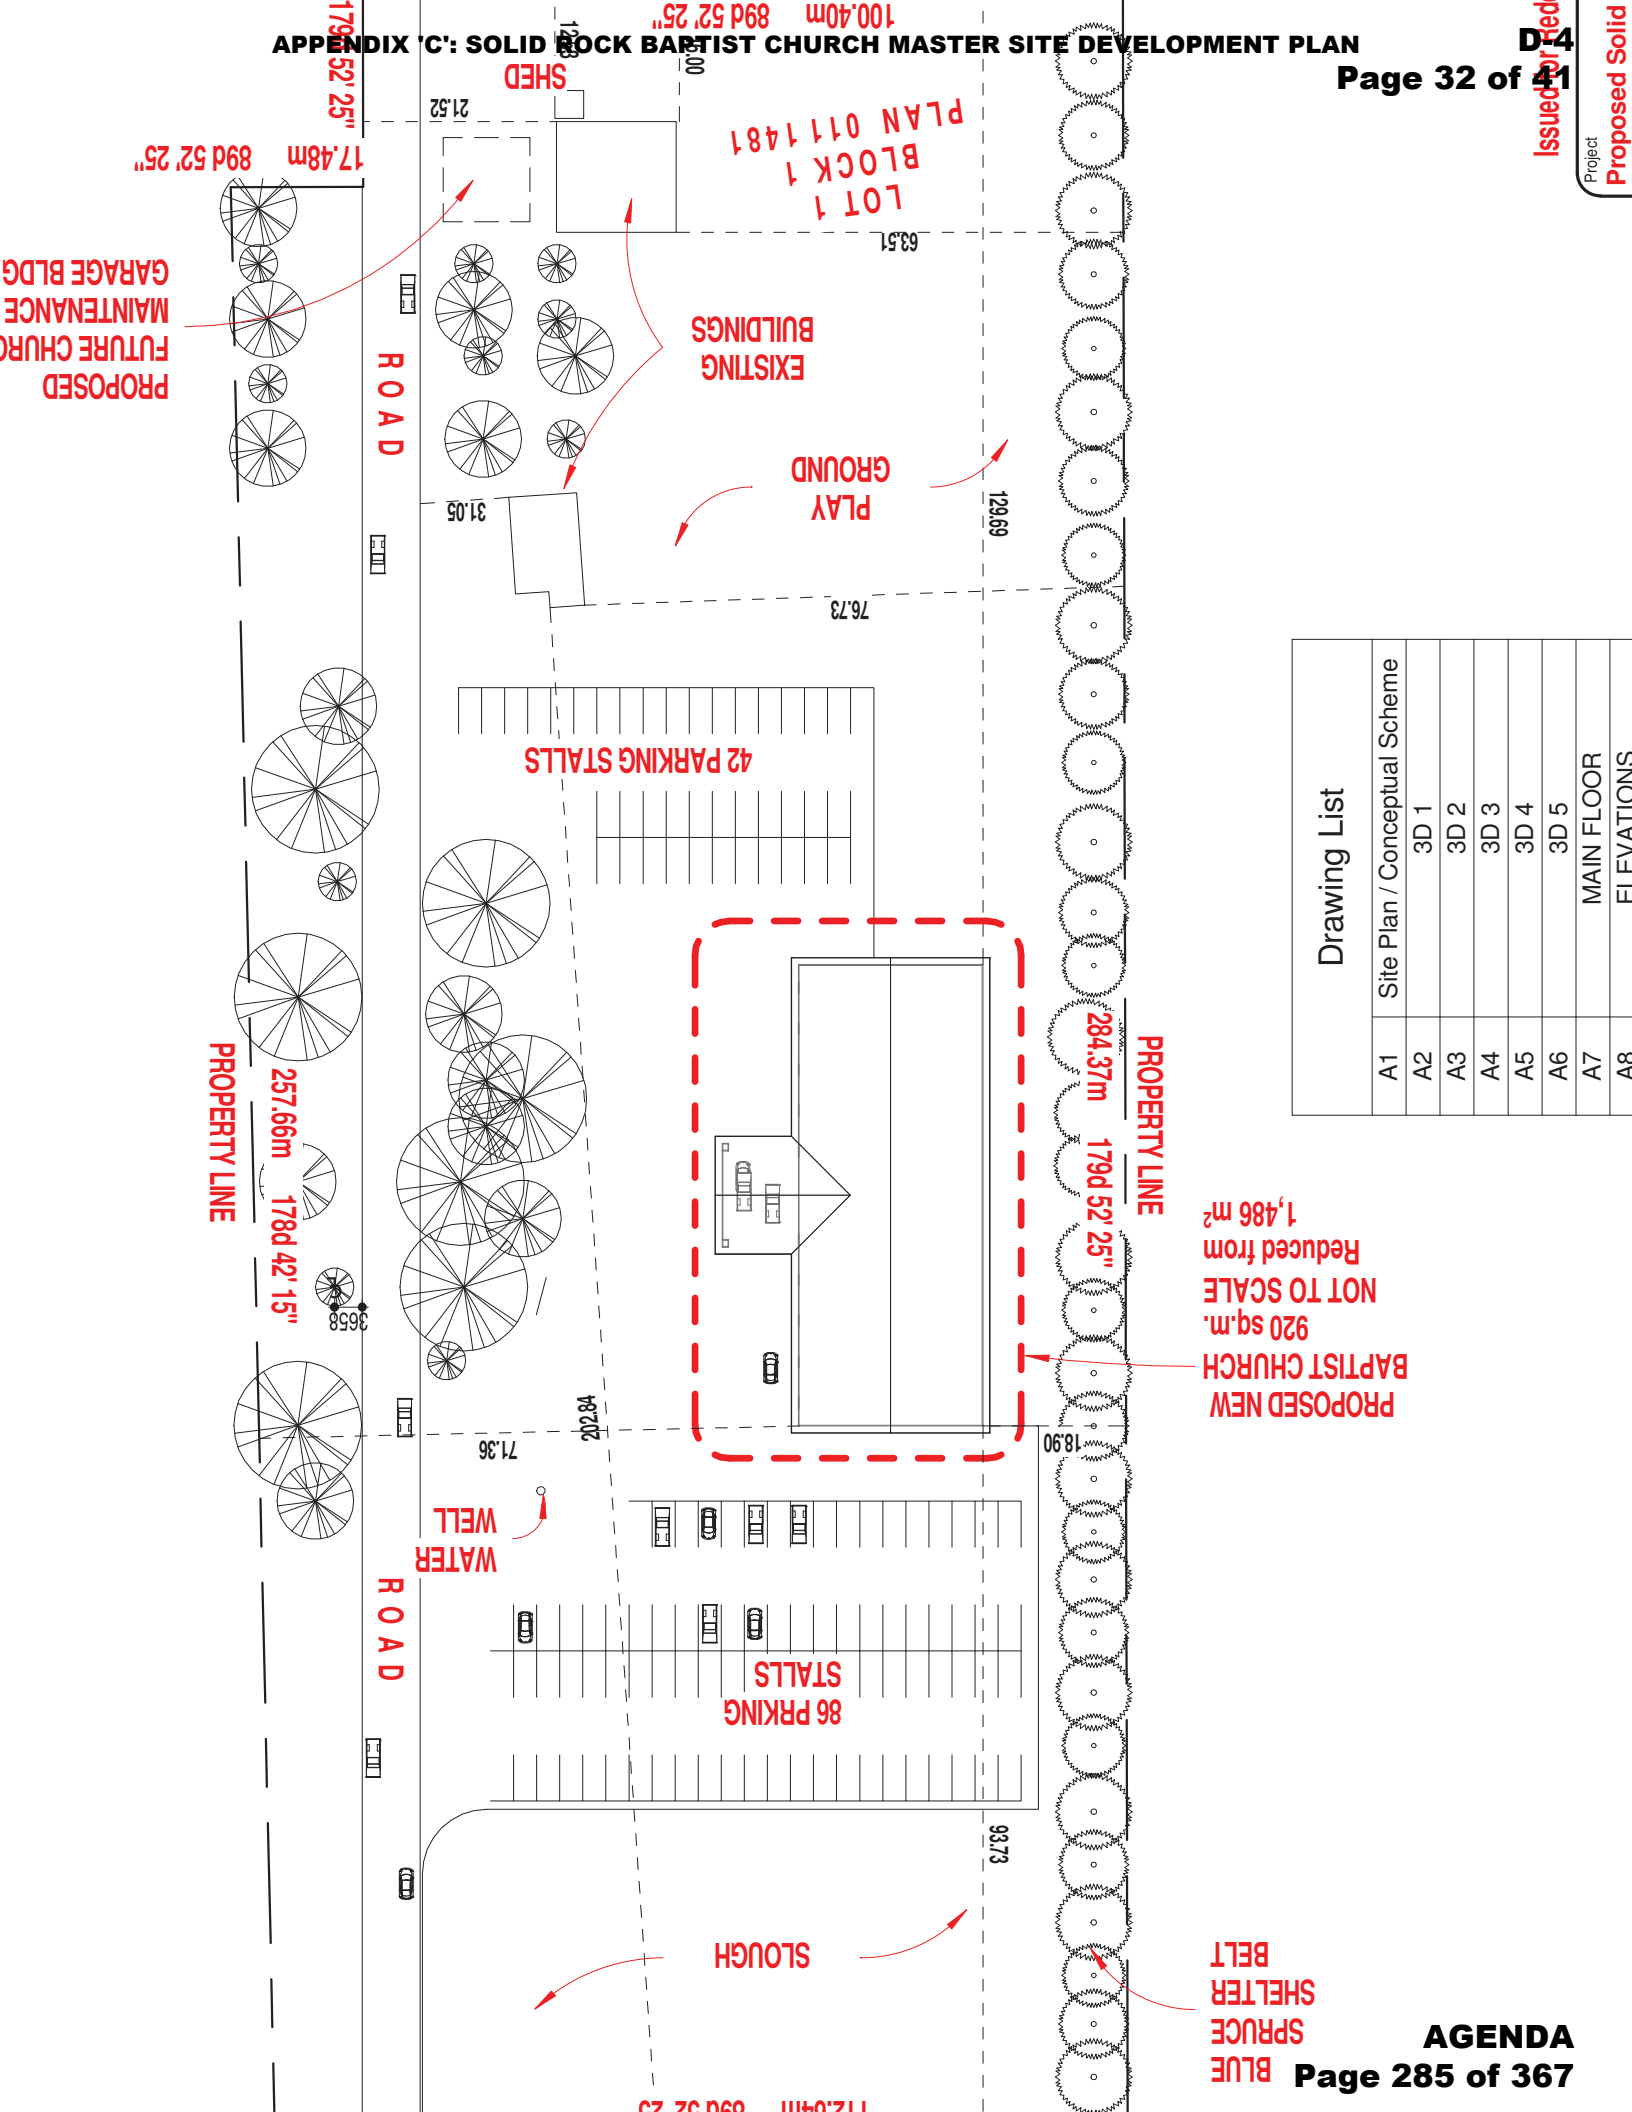 APPENDIX 'C': SOLID ROCK BAPTIST CHURCH MASTER SITE DEVELOPMENT PLAN
D-4
Page 32 of 41
Project
Proposed Solid
100.40m 89d 52' 25"
179d 52' 25"
SHED
21.52
17.48m 89d 52' 25"
LOT 1
BLOCK 1
PLAN 011 1481
63.51
PROPOSED
FUTURE
MAINTENANCE
GARAGE BLDG
ROAD
EXISTING
BUILDINGS
PLAY
GROUND
31.05
129.69
76.73
42 PARKING STALLS
Drawing List
A1 Site Plan / Conceptual Scheme
A2 3D 1
A3 3D 2
A4 3D 3
A5 3D 4
A6 3D 5
A7 MAIN FLOOR
A8 ELEVATIONS
PROPERTY LINE
257.66m 178d 42' 15"
284.37m 179d 52' 25"
PROPERTY LINE
3658
PROPOSED NEW
BAPTIST CHURCH
920 sq.m.
NOT TO SCALE
Reduced from
1,486 m²
202.84
71.36
18.90
WATER
WELL
ROAD
86 PRKING
STALLS
93.73
SLOUGH
BLUE
SPRUCE
SHELTER
BELT
AGENDA
Page 285 of 367